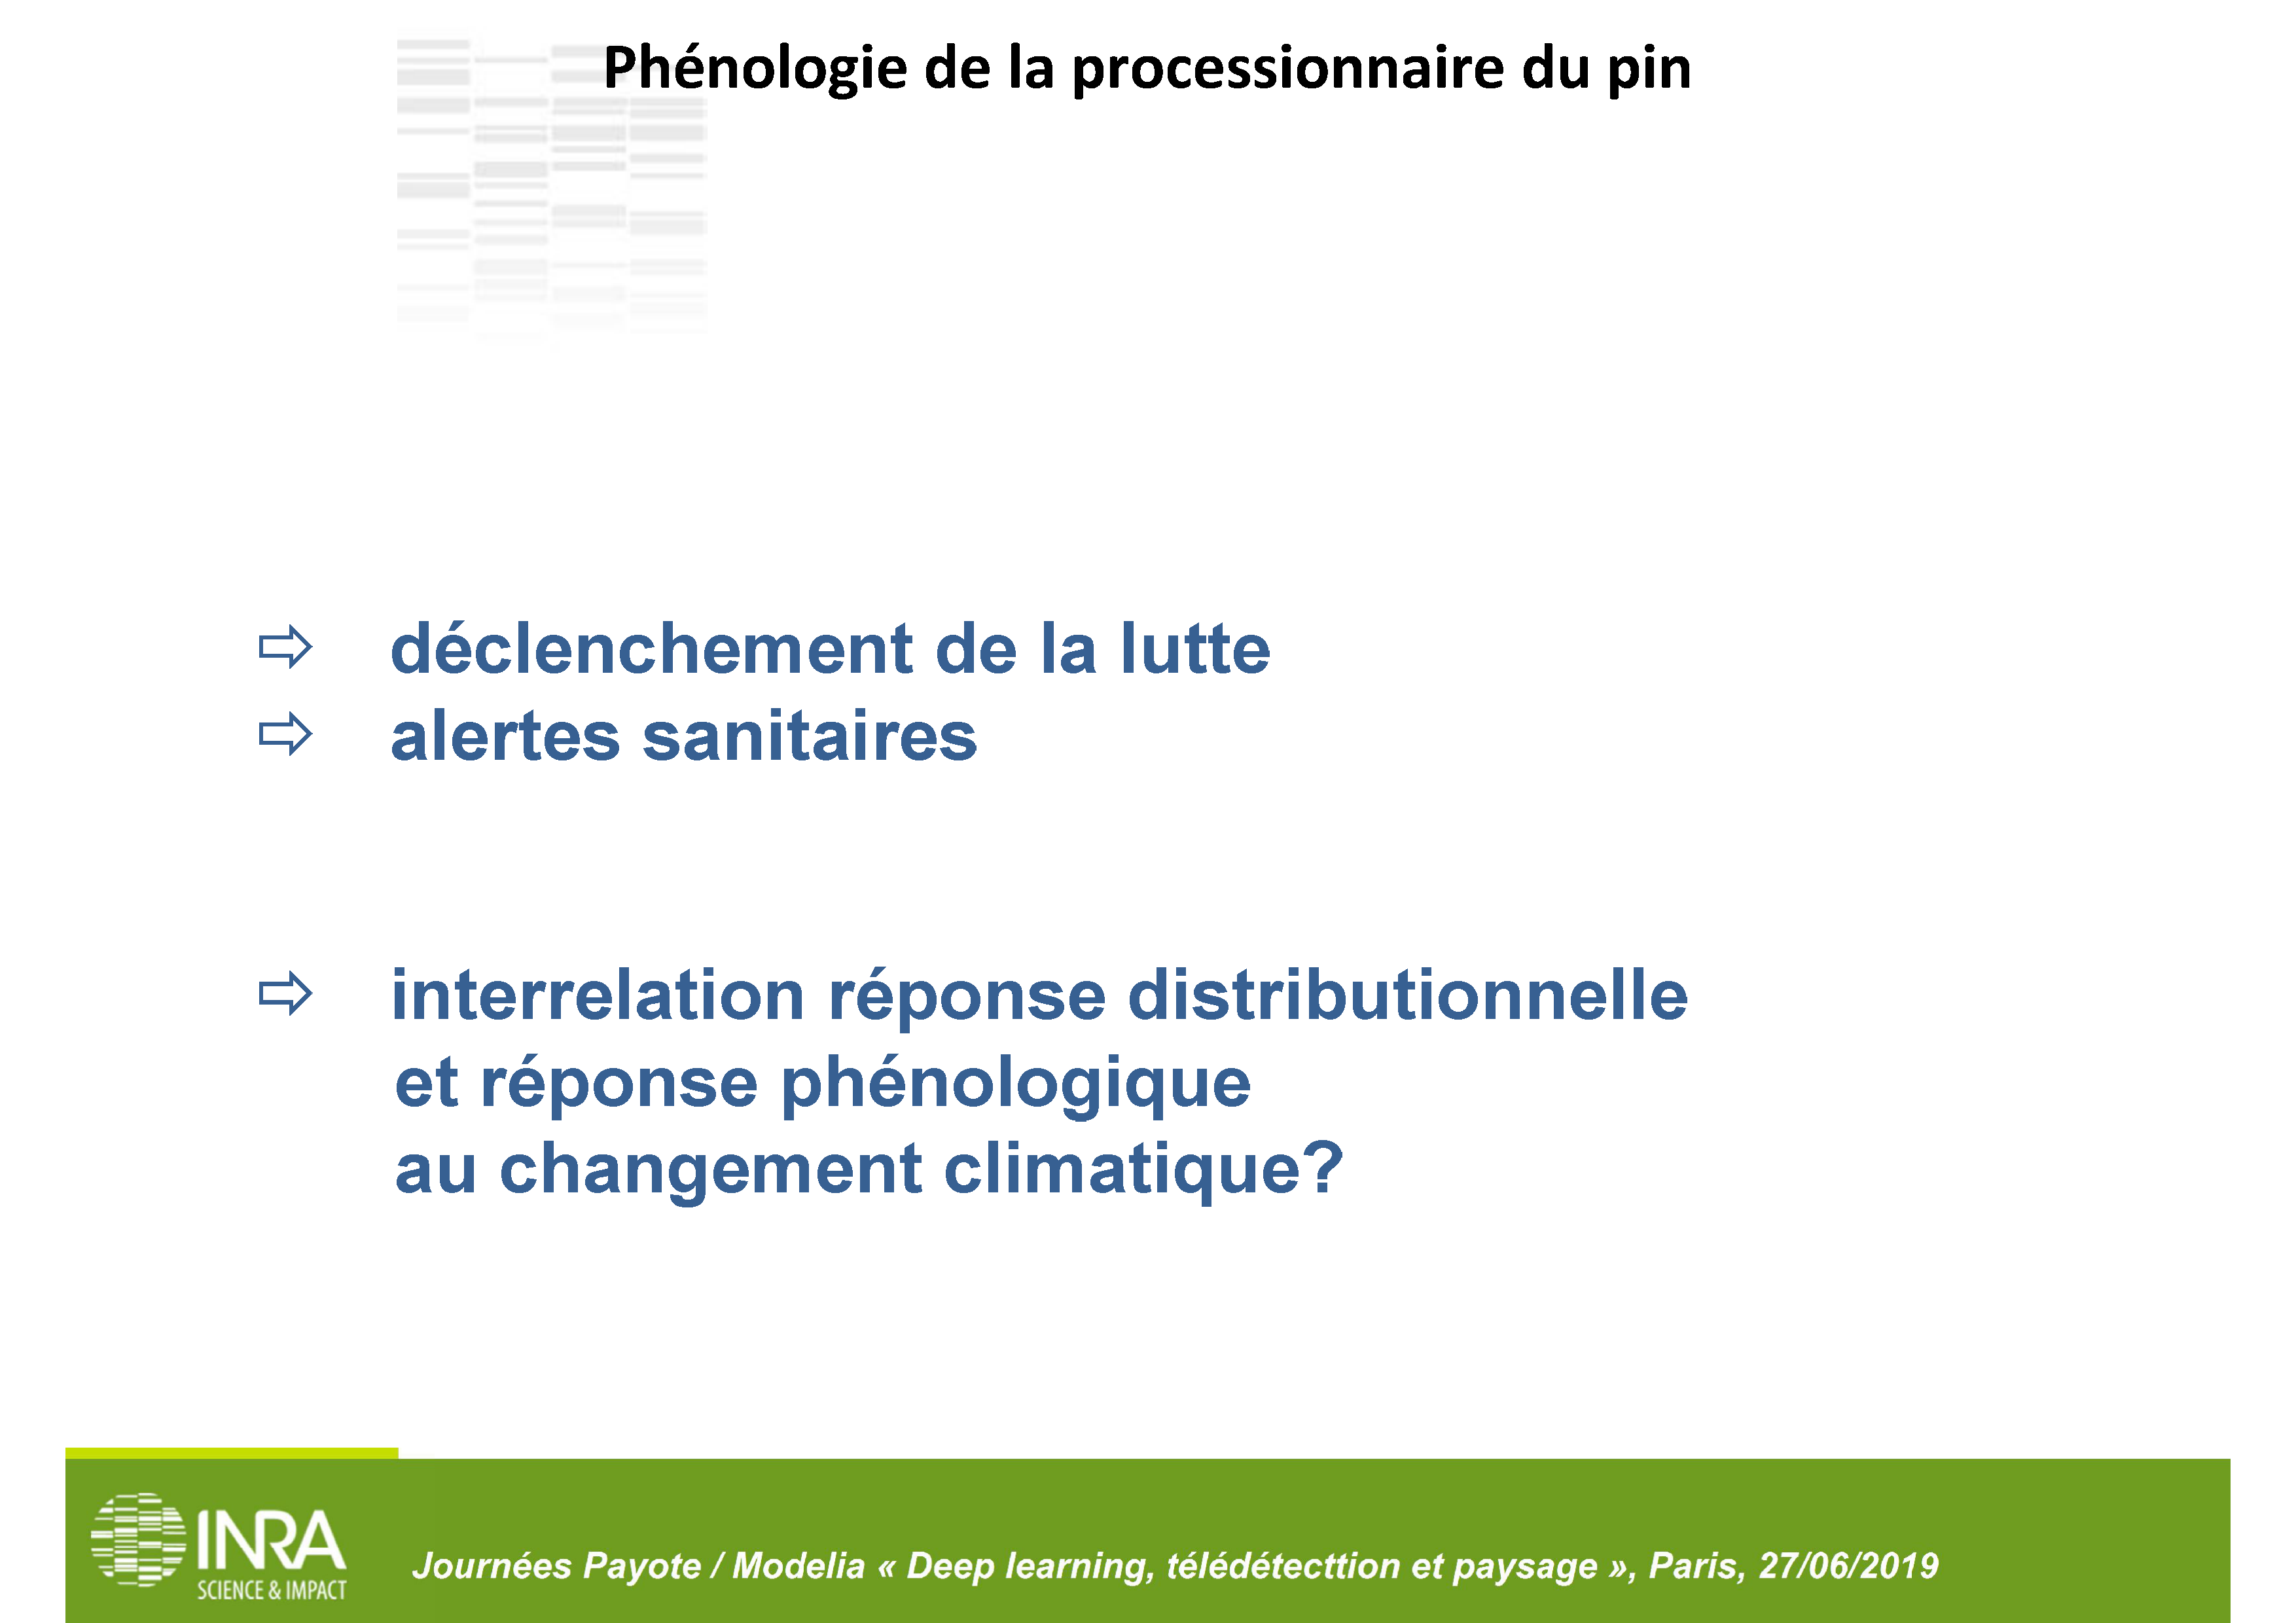 Phénologie de la processionnaire du pin
⇨ déclenchement de la lutte
⇨ alertes sanitaires
⇨ interrelation réponse distributionnelle
et réponse phénologique
au changement climatique?
INRA
SCIENCE & IMPACT
Journées Payote / Modelia « Deep learning, télédétecttion et paysage », Paris, 27/06/2019